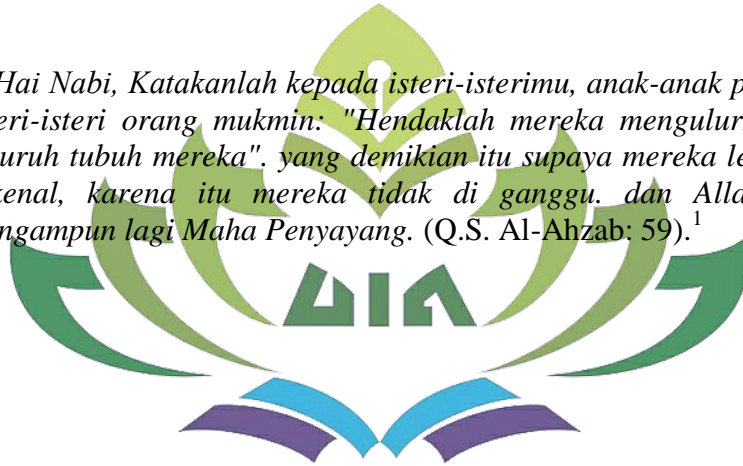 Hai Nabi, Katakanlah kepada isteri-isterimu, anak-anak p
eri-isteri orang mukmin: "Hendaklah mereka mengulur
uruh tubuh mereka". yang demikian itu supaya mereka le
kenal, karena itu mereka tidak di ganggu. dan Alla
ngampun lagi Maha Penyayang. (Q.S. Al-Ahzab: 59).1
UIN